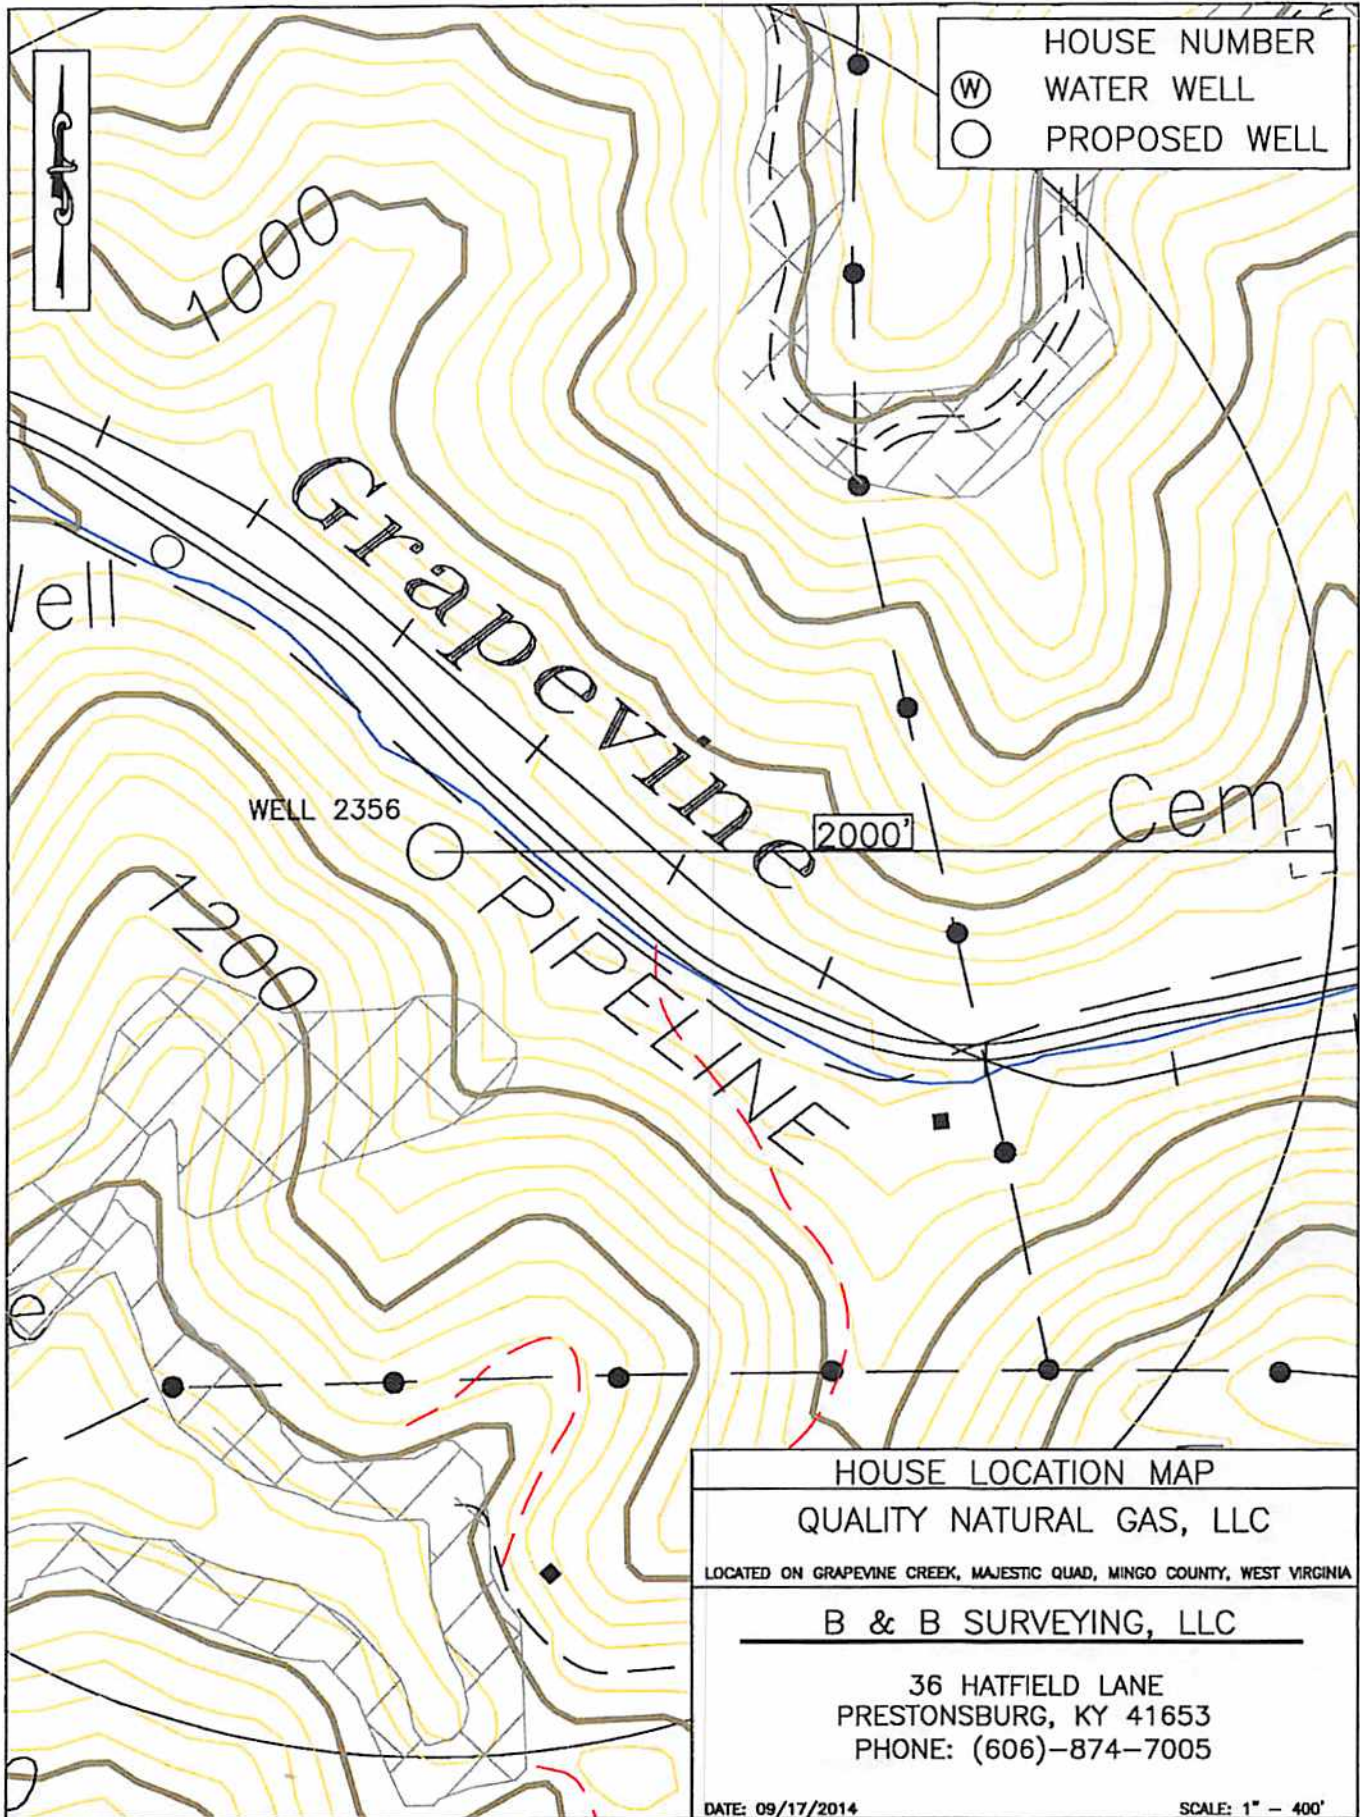 HOUSE NUMBER
W WATER WELL
PROPOSED WELL
1000
Grapevine
ell
WELL 2356
2000'
Cem
1200
PIPELINE
e
HOUSE LOCATION MAP
QUALITY NATURAL GAS, LLC
LOCATED ON GRAPEVINE CREEK, MAJESTIC QUAD, MINGO COUNTY, WEST VIRGINIA
B & B SURVEYING, LLC
36 HATFIELD LANE
PRESTONSBURG, KY 41653
PHONE: (606)-874-7005
DATE: 09/17/2014 SCALE: 1" - 400'